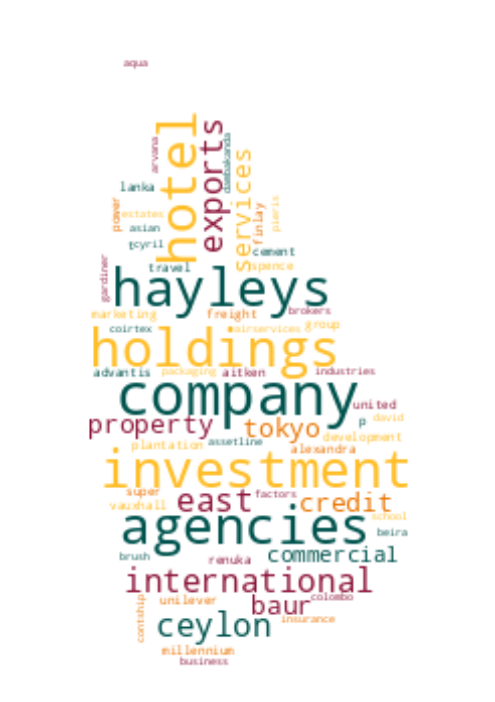 aqua
hotel
exports
arvana
dambakanda
services
lanka
power
estates
pieris
finlay
asian
cyril
cement
gardiner
travel
spence
hayleys
marketing
freight
brokers
coirtex
airservices
group
holdings
advantis
packaging
aitken
industries
company
united
property
tokyo
p
david
development
plantation
assetline
alexandra
investment
super
east
factors
credit
vauxhall
agencies
school
beira
brush
renuka
commercial
international
contship
unilever
baur
colombo
ceylon
insurance
millennium
business